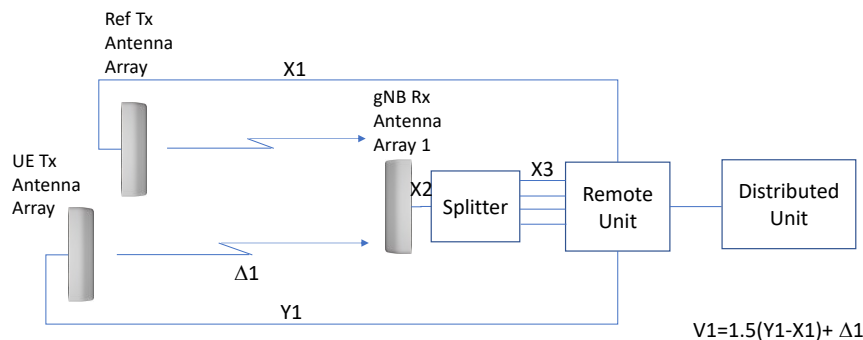 Ref Tx
Antenna
Array
X1
gNB Rx
Antenna
Array 1
UE Tx
Antenna
Array
X2
Splitter
X3
Remote
Unit
Distributed
Unit
Δ1
Y1
V1=1.5(Y1-X1)+ Δ1